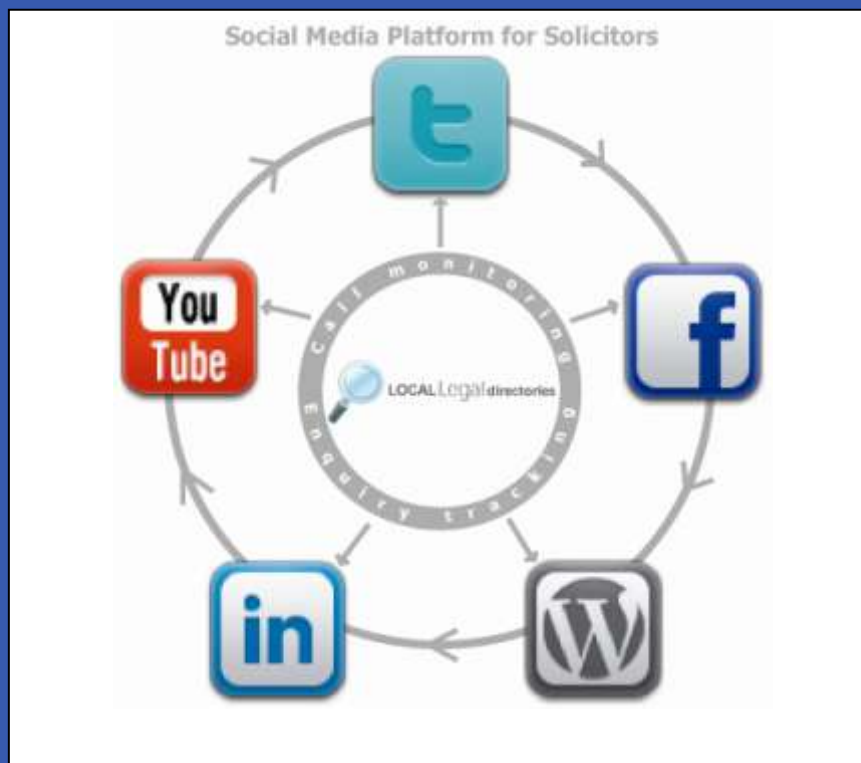 Social Media Platform for Solicitors
t
You
Tube
f
Call monitoring
LOCAL Legal directories
Enquiry tracking
in
W